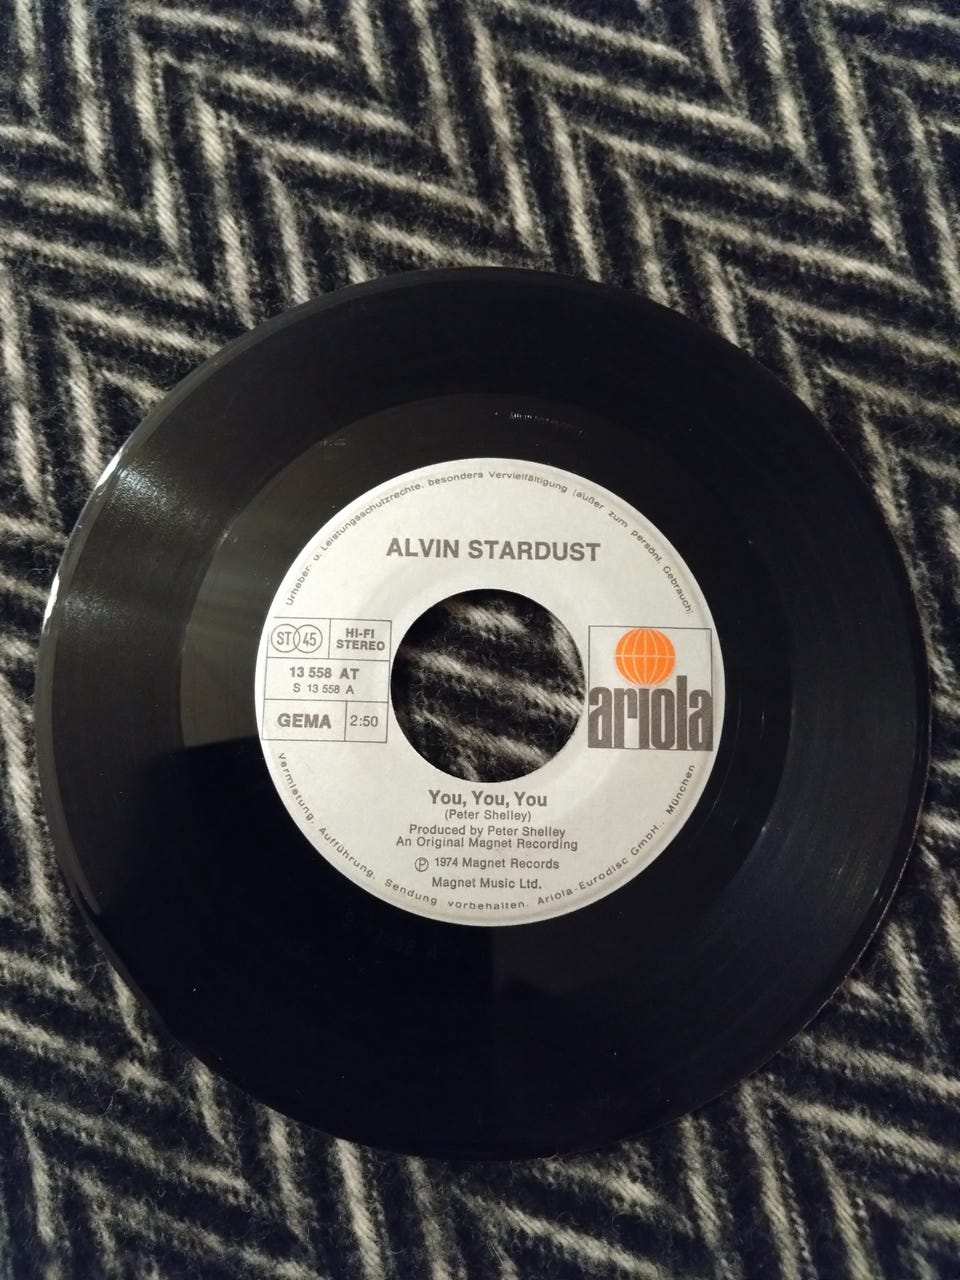 Urheber- u. Leistungsschutzrechte, besonders Vervielfältigung (außer zum persönl. Gebrauch)
ALVIN STARDUST
ST 45
HI-FI
STEREO
13 558 AT
S 13 558 A
GEMA
2:50
ariola
You, You, You
(Peter Shelley)
Produced by Peter Shelley
An Original Magnet Recording
Ⓟ 1974 Magnet Records
Magnet Music Ltd.
Vermietung, Aufführung, Sendung vorbehalten. Ariola-Eurodisc GmbH., München